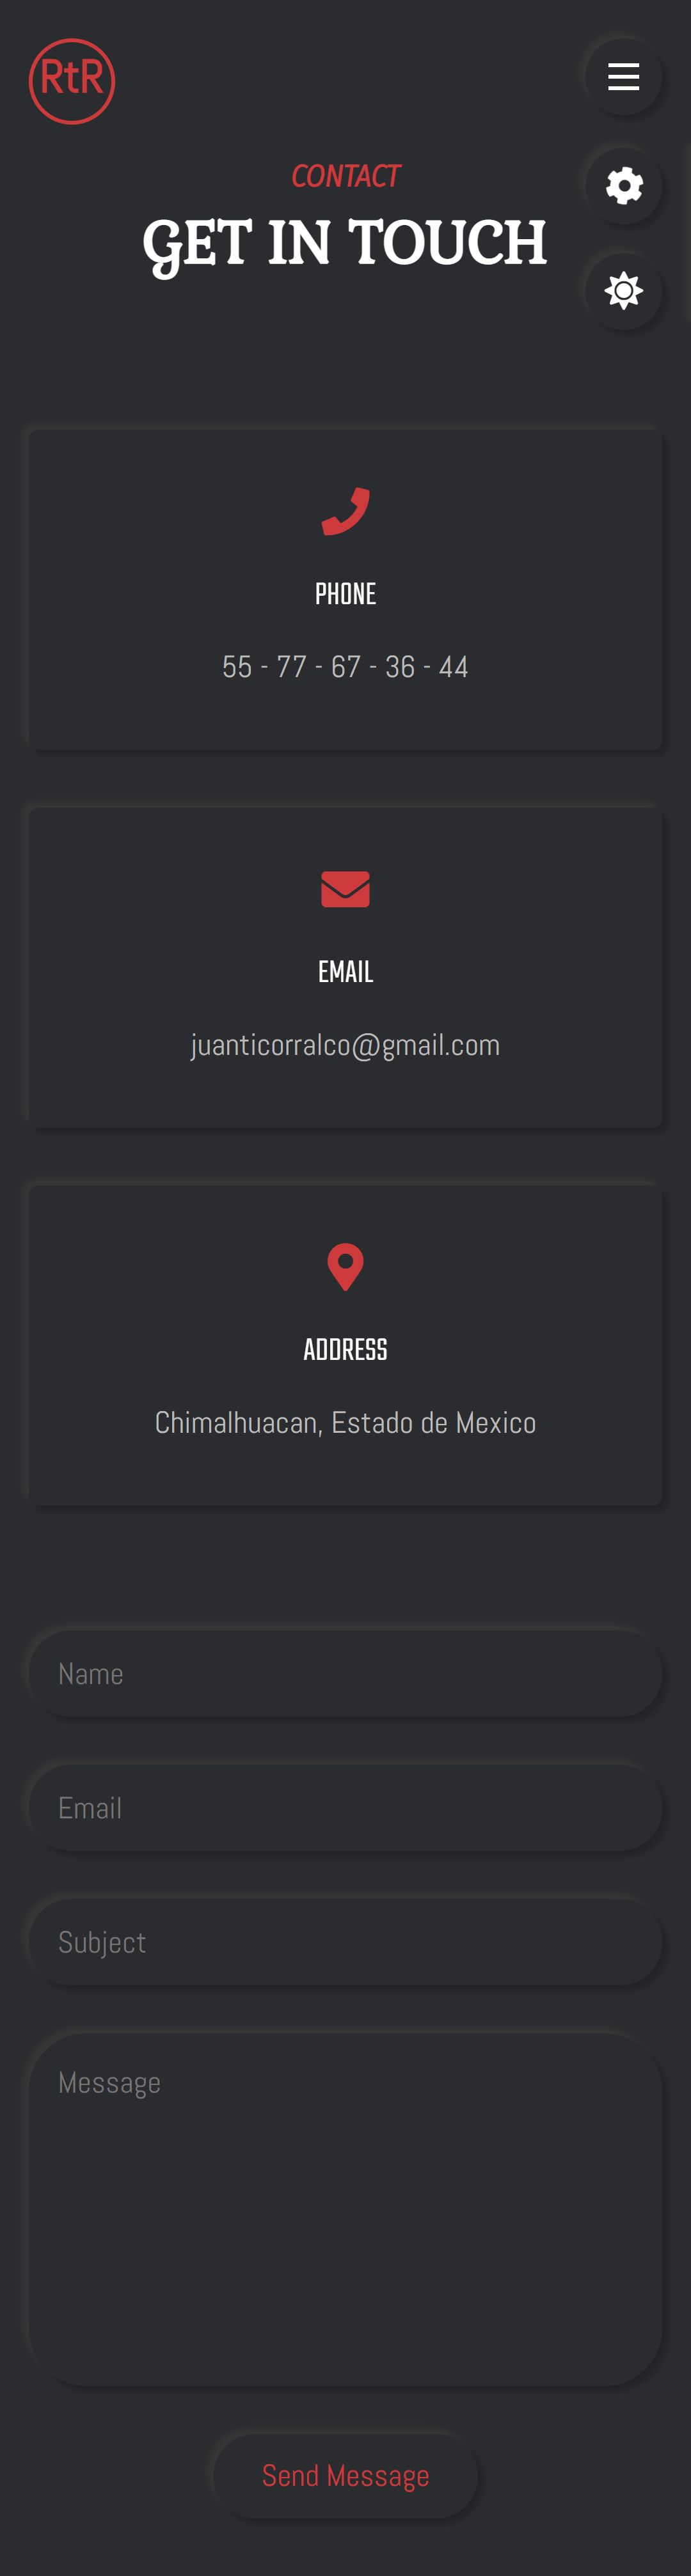 RtR
CONTACT
GET IN TOUCH
PHONE
55 - 77 - 67 - 36 - 44
EMAIL
juanticorralco@gmail.com
ADDRESS
Chimalhuacan, Estado de Mexico
Name
Email
Subject
Message
Send Message